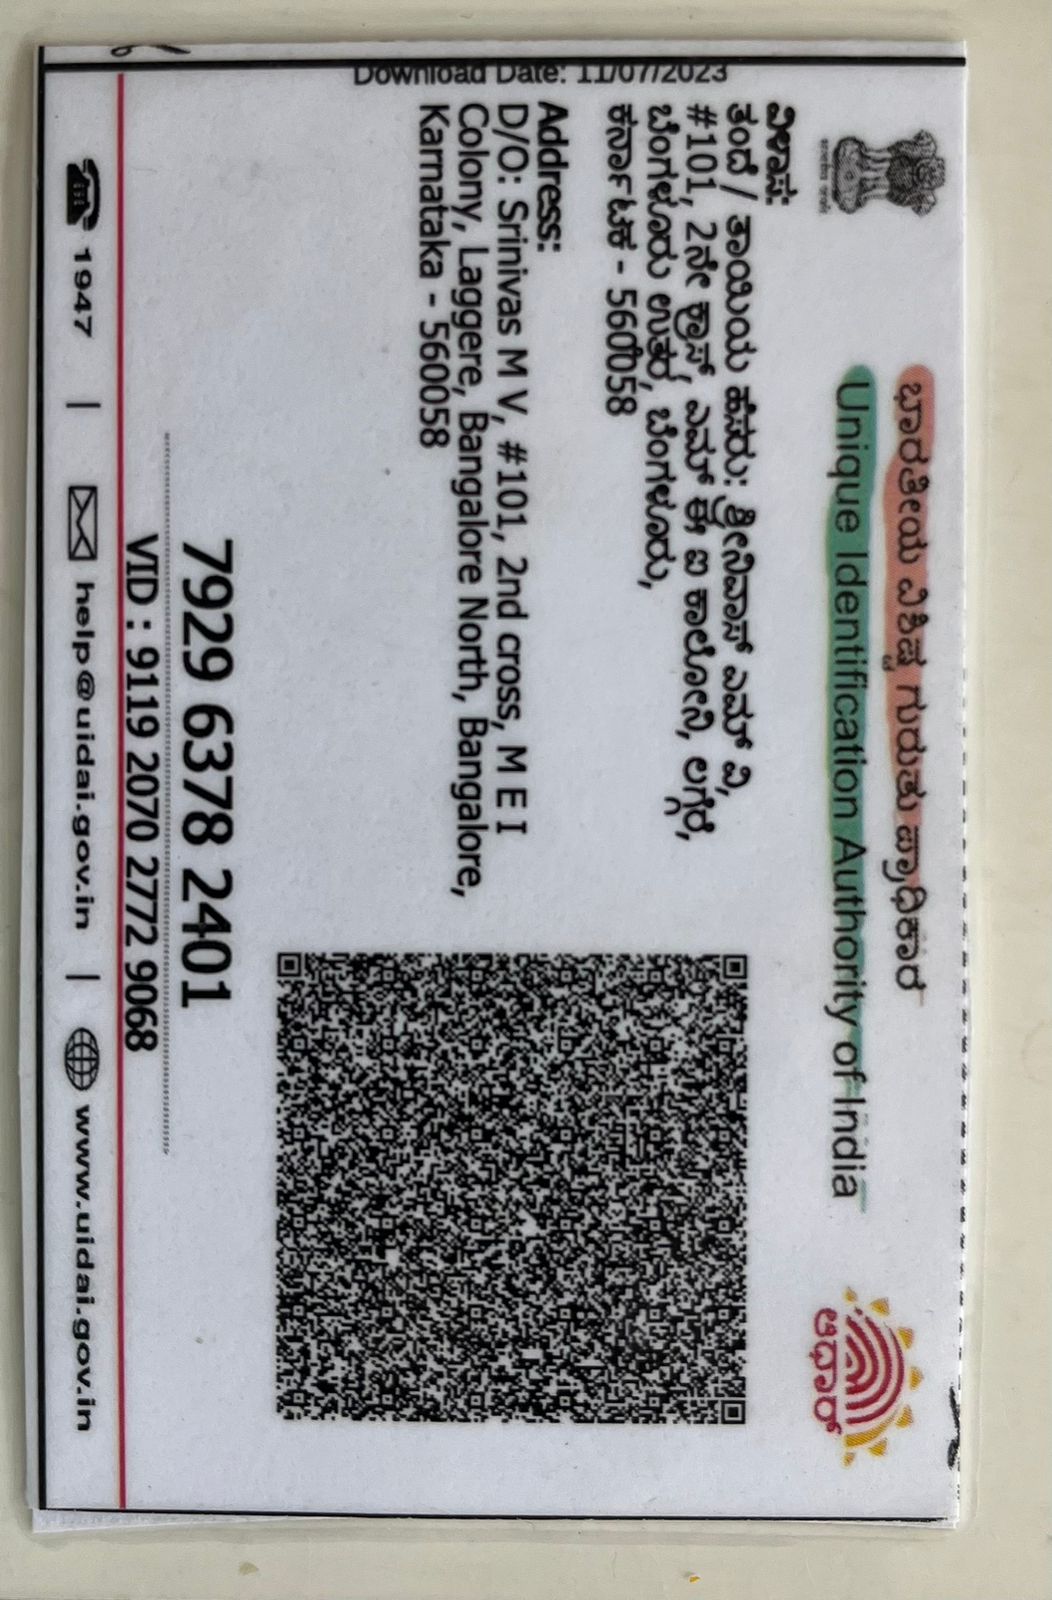 ಭಾರತೀಯ ವಿಶಿಷ್ಟ ಗುರುತು ಪ್ರಾಧಿಕಾರ
Unique Identification Authority of India
ಆಧಾರ್
Download Date: 11/07/2023
ವಿಳಾಸ:
ತಂದೆ / ತಾಯಿಯ ಹೆಸರು: ಶ್ರೀನಿವಾಸ್ ಎಮ್ ವಿ,
#101, 2ನೇ ಕ್ರಾಸ್, ಎಮ್ ಈ ಐ ಕಾಲೋನಿ, ಲಗ್ಗೆರೆ,
ಬೆಂಗಳೂರು ಉತ್ತರ, ಬೆಂಗಳೂರು,
ಕರ್ನಾಟಕ - 560058
Address:
D/O: Srinivas M V, #101, 2nd cross, M E I
Colony, Laggere, Bangalore North, Bangalore,
Karnataka - 560058
7929 6378 2401
VID : 9119 2070 2772 9068
1947 | help@uidai.gov.in | www.uidai.gov.in